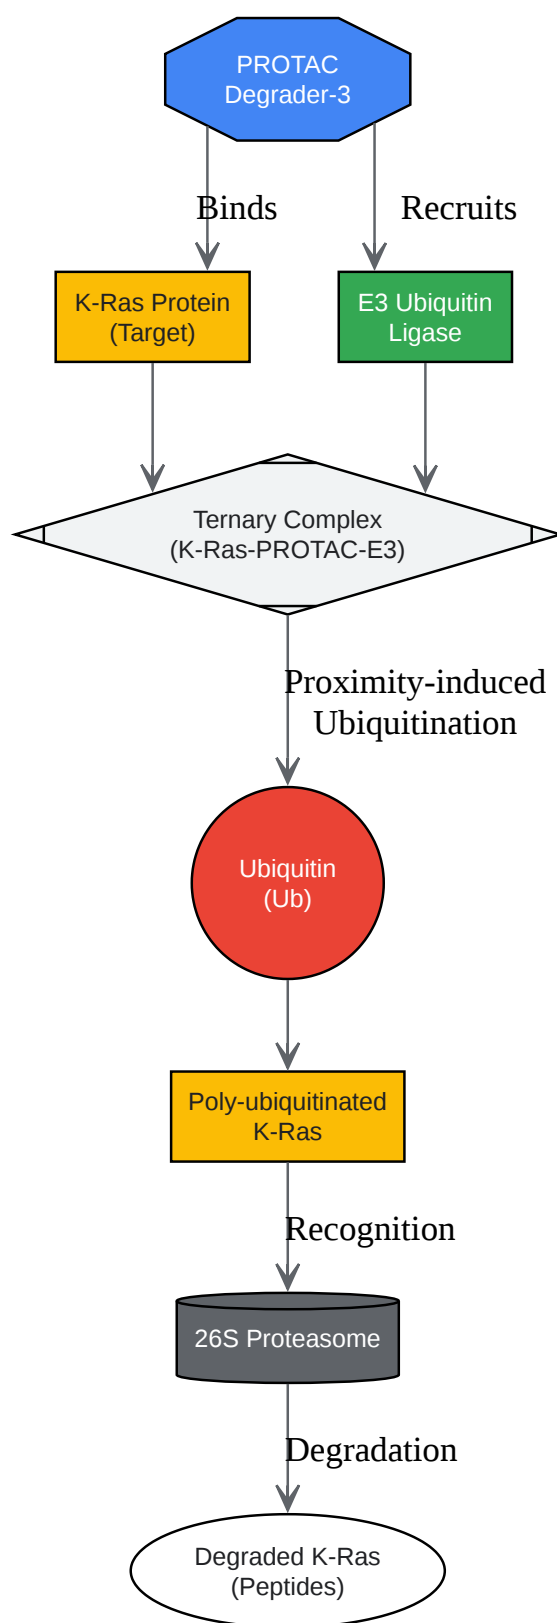 PROTAC
Degrader-3
Binds
Recruits
K-Ras Protein
(Target)
E3 Ubiquitin
Ligase
Ternary Complex
(K-Ras-PROTAC-E3)
Proximity-induced
Ubiquitination
Ubiquitin
(Ub)
Poly-ubiquitinated
K-Ras
Recognition
26S Proteasome
Degradation
Degraded K-Ras
(Peptides)